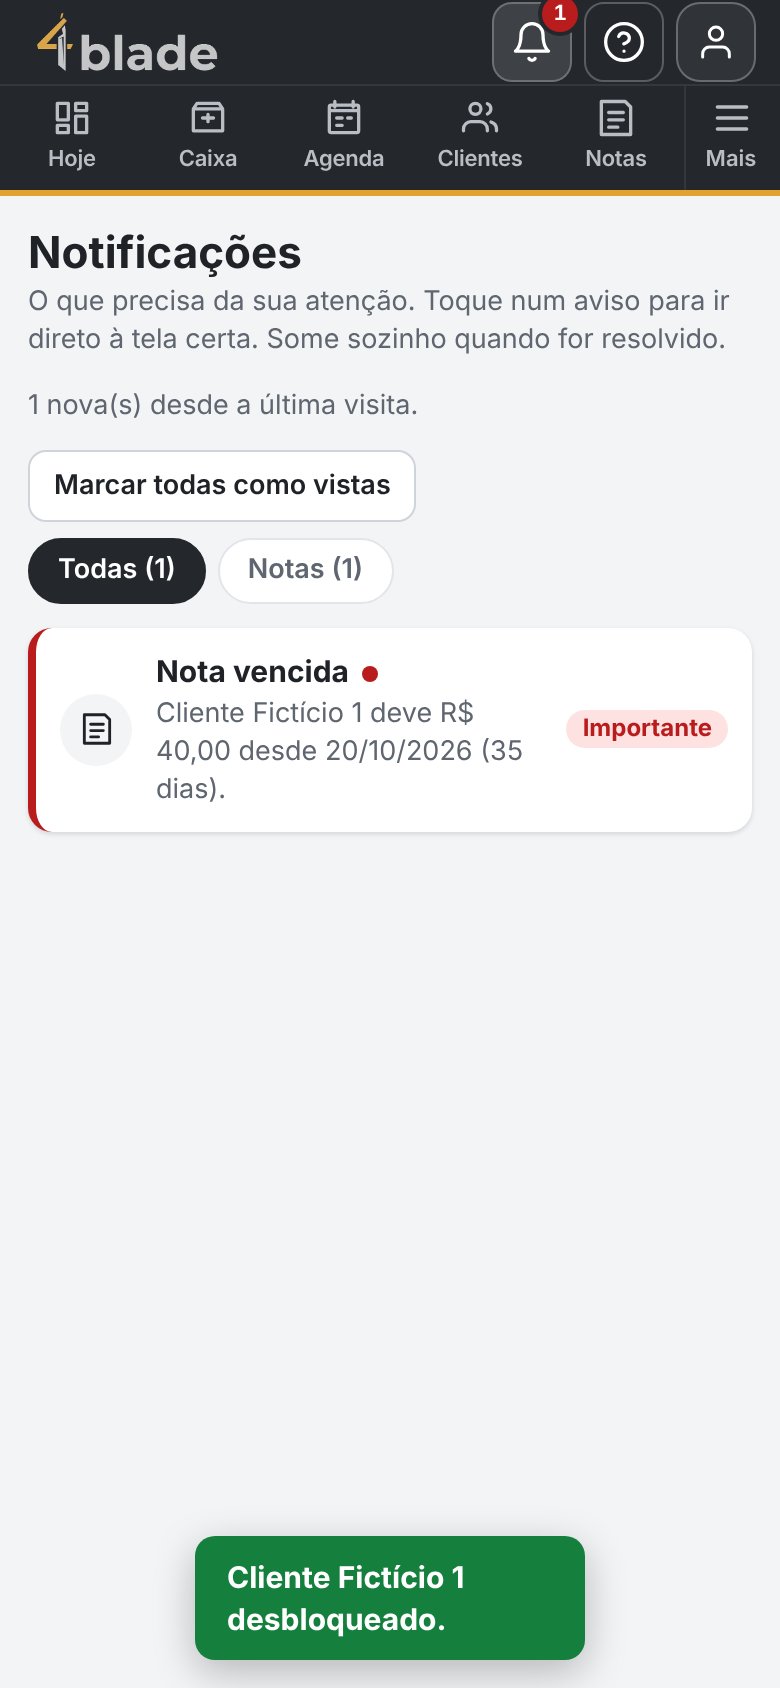 4blade
1
Hoje
Caixa
Agenda
Clientes
Notas
Mais
Notificações
O que precisa da sua atenção. Toque num aviso para ir
direto à tela certa. Some sozinho quando for resolvido.
1 nova(s) desde a última visita.
Marcar todas como vistas
Todas (1)
Notas (1)
Nota vencida
Cliente Fictício 1 deve R$
40,00 desde 20/10/2026 (35
dias).
Importante
Cliente Fictício 1
desbloqueado.